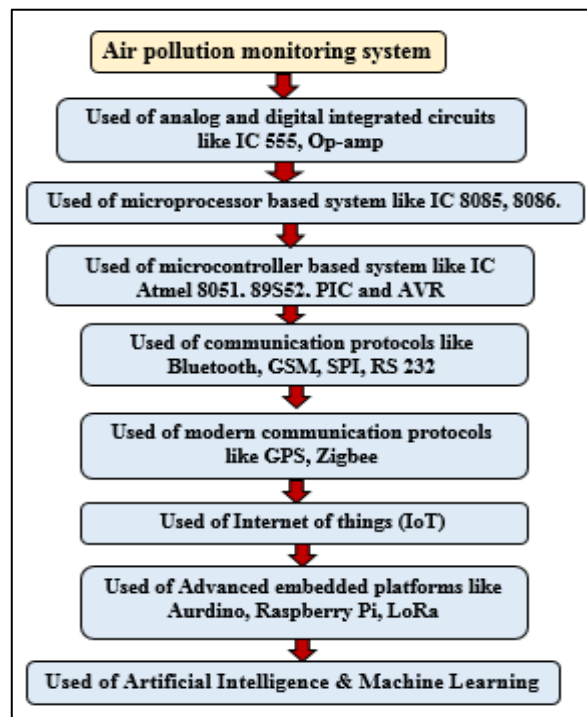 Air pollution monitoring system
Used of analog and digital integrated circuits
like IC 555, Op-amp
Used of microprocessor based system like IC 8085, 8086.
Used of microcontroller based system like IC
Atmel 8051. 89S52. PIC and AVR
Used of communication protocols like
Bluetooth, GSM, SPI, RS 232
Used of modern communication protocols
like GPS, Zigbee
Used of Internet of things (IoT)
Used of Advanced embedded platforms like
Aurdino, Raspberry Pi, LoRa
Used of Artificial Intelligence & Machine Learning